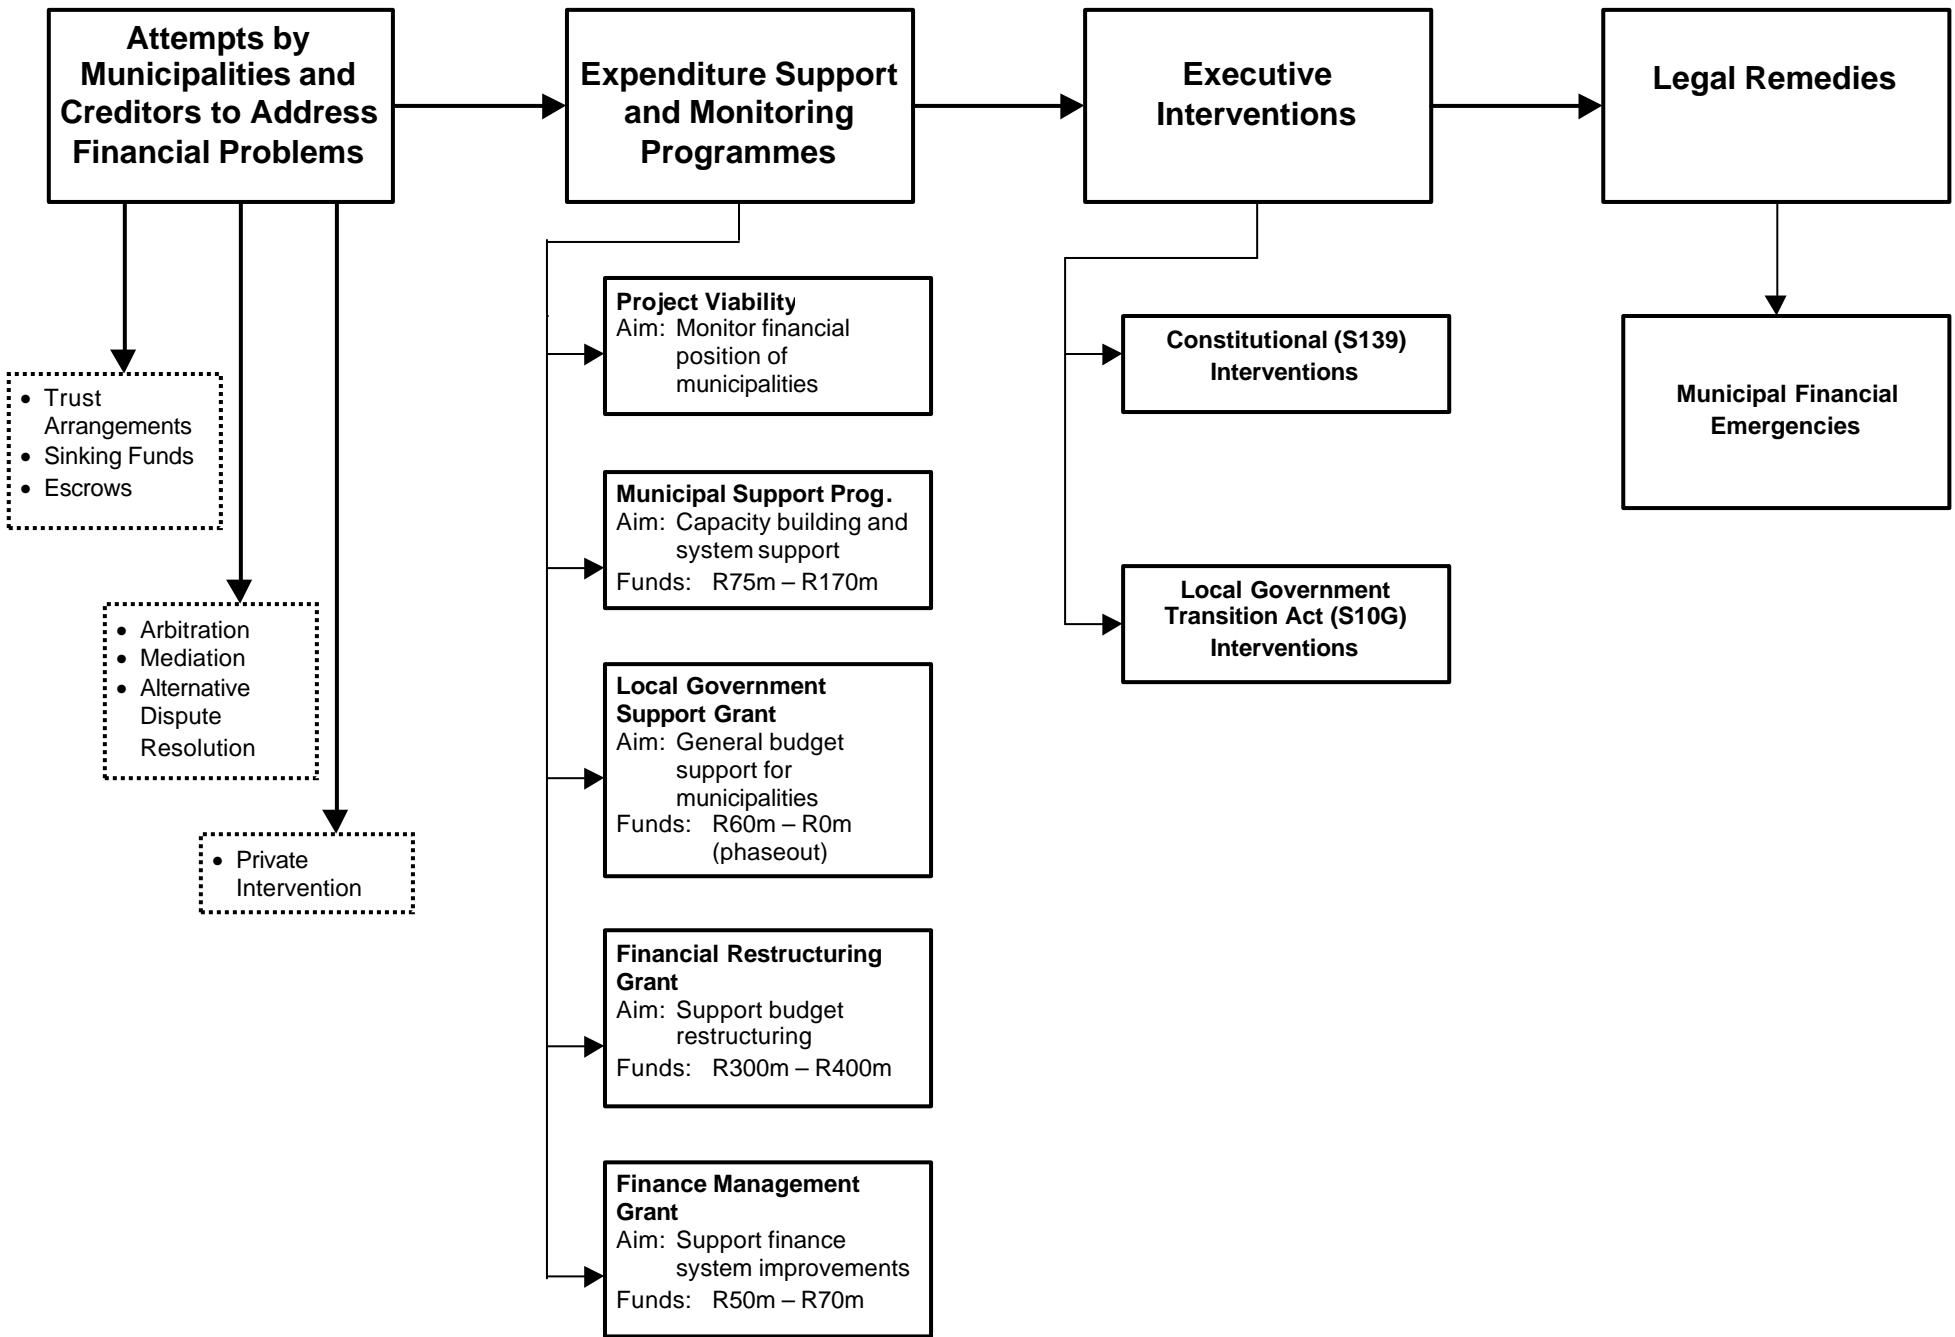 Attempts by
Municipalities and
Creditors to Address
Financial Problems
Expenditure Support
and Monitoring
Programmes
Executive
Interventions
Legal Remedies
• Trust
Arrangements
• Sinking Funds
• Escrows
• Arbitration
• Mediation
• Alternative
Dispute
Resolution
• Private
Intervention
Project Viability
Aim: Monitor financial
position of
municipalities
Municipal Support Prog.
Aim: Capacity building and
system support
Funds: R75m – R170m
Local Government
Support Grant
Aim: General budget
support for
municipalities
Funds: R60m – R0m
(phaseout)
Financial Restructuring
Grant
Aim: Support budget
restructuring
Funds: R300m – R400m
Finance Management
Grant
Aim: Support finance
system improvements
Funds: R50m – R70m
Constitutional (S139)
Interventions
Local Government
Transition Act (S10G)
Interventions
Municipal Financial
Emergencies